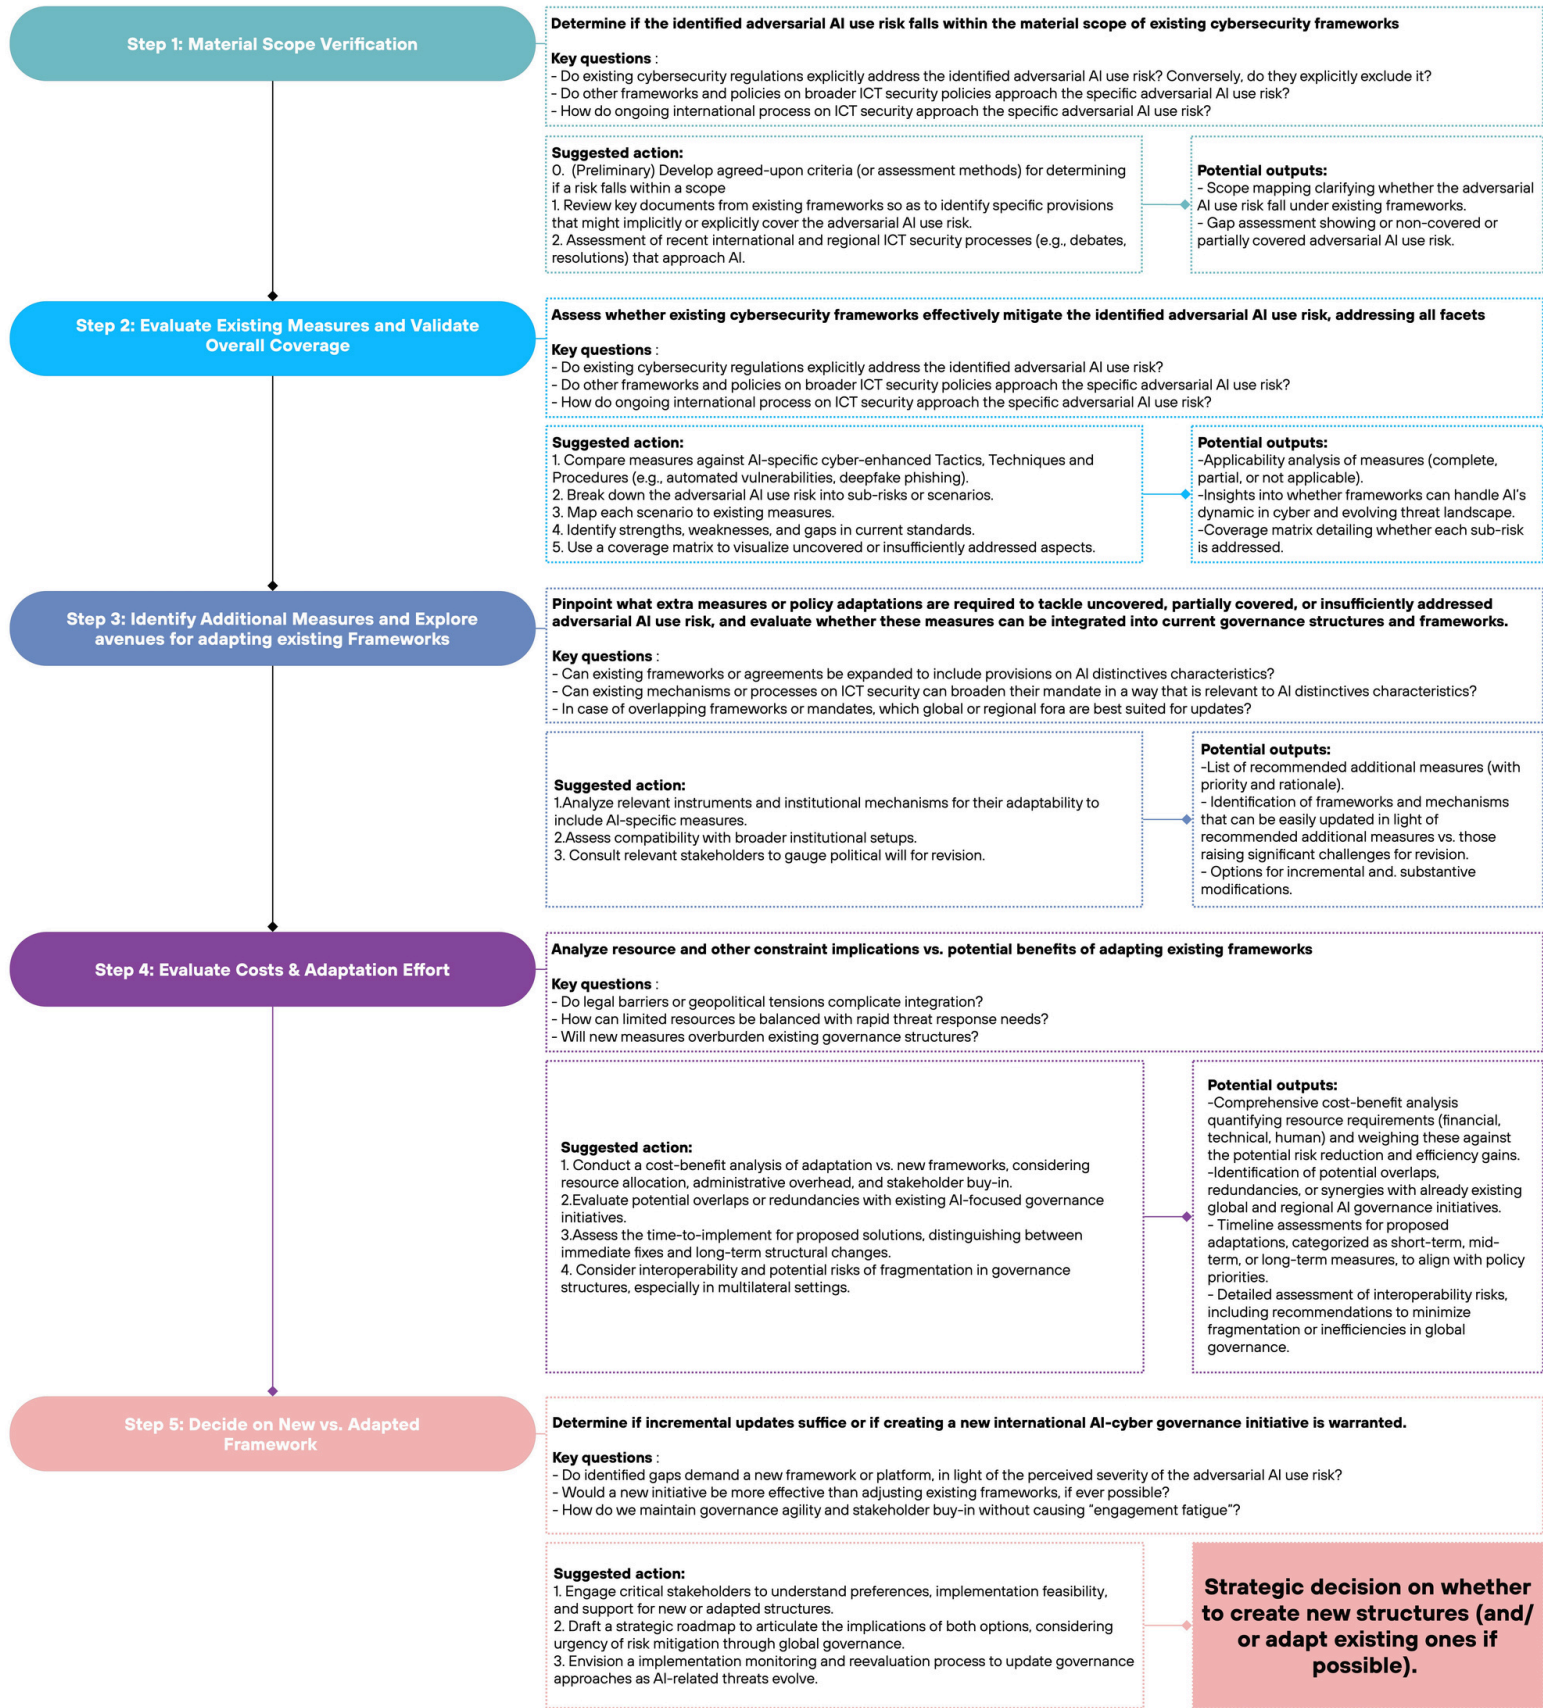 Step 1: Material Scope Verification
Determine if the identified adversarial AI use risk falls within the material scope of existing cybersecurity frameworks
Key questions :
- Do existing cybersecurity regulations explicitly address the identified adversarial AI use risk? Conversely, do they explicitly exclude it?
- Do other frameworks and policies on broader ICT security policies approach the specific adversarial AI use risk?
- How do ongoing international process on ICT security approach the specific adversarial AI use risk?
Suggested action:
0. (Preliminary) Develop agreed-upon criteria (or assessment methods) for determining
if a risk falls within a scope
1. Review key documents from existing frameworks so as to identify specific provisions
that might implicitly or explicitly cover the adversarial AI use risk.
2. Assessment of recent international and regional ICT security processes (e.g., debates,
resolutions) that approach AI.
Potential outputs:
- Scope mapping clarifying whether the adversarial
AI use risk fall under existing frameworks.
- Gap assessment showing or non-covered or
partially covered adversarial AI use risk.
Step 2: Evaluate Existing Measures and Validate
Overall Coverage
Assess whether existing cybersecurity frameworks effectively mitigate the identified adversarial AI use risk, addressing all facets
Key questions :
- Do existing cybersecurity regulations explicitly address the identified adversarial AI use risk?
- Do other frameworks and policies on broader ICT security policies approach the specific adversarial AI use risk?
- How do ongoing international process on ICT security approach the specific adversarial AI use risk?
Suggested action:
1. Compare measures against AI-specific cyber-enhanced Tactics, Techniques and
Procedures (e.g., automated vulnerabilities, deepfake phishing).
2. Break down the adversarial AI use risk into sub-risks or scenarios.
3. Map each scenario to existing measures.
4. Identify strengths, weaknesses, and gaps in current standards.
5. Use a coverage matrix to visualize uncovered or insufficiently addressed aspects.
Potential outputs:
-Applicability analysis of measures (complete,
partial, or not applicable).
-Insights into whether frameworks can handle AI's
dynamic in cyber and evolving threat landscape.
-Coverage matrix detailing whether each sub-risk
is addressed.
Step 3: Identify Additional Measures and Explore
avenues for adapting existing Frameworks
Pinpoint what extra measures or policy adaptations are required to tackle uncovered, partially covered, or insufficiently addressed
adversarial AI use risk, and evaluate whether these measures can be integrated into current governance structures and frameworks.
Key questions :
- Can existing frameworks or agreements be expanded to include provisions on AI distinctives characteristics?
- Can existing mechanisms or processes on ICT security can broaden their mandate in a way that is relevant to AI distinctives characteristics?
- In case of overlapping frameworks or mandates, which global or regional fora are best suited for updates?
Suggested action:
1.Analyze relevant instruments and institutional mechanisms for their adaptability to
include AI-specific measures.
2.Assess compatibility with broader institutional setups.
3. Consult relevant stakeholders to gauge political will for revision.
Potential outputs:
-List of recommended additional measures (with
priority and rationale).
- Identification of frameworks and mechanisms
that can be easily updated in light of
recommended additional measures vs. those
raising significant challenges for revision.
- Options for incremental and. substantive
modifications.
Step 4: Evaluate Costs & Adaptation Effort
Analyze resource and other constraint implications vs. potential benefits of adapting existing frameworks
Key questions :
- Do legal barriers or geopolitical tensions complicate integration?
- How can limited resources be balanced with rapid threat response needs?
- Will new measures overburden existing governance structures?
Suggested action:
1. Conduct a cost-benefit analysis of adaptation vs. new frameworks, considering
resource allocation, administrative overhead, and stakeholder buy-in.
2.Evaluate potential overlaps or redundancies with existing AI-focused governance
initiatives.
3.Assess the time-to-implement for proposed solutions, distinguishing between
immediate fixes and long-term structural changes.
4. Consider interoperability and potential risks of fragmentation in governance
structures, especially in multilateral settings.
Potential outputs:
-Comprehensive cost-benefit analysis
quantifying resource requirements (financial,
technical, human) and weighing these against
the potential risk reduction and efficiency gains.
-Identification of potential overlaps,
redundancies, or synergies with already existing
global and regional AI governance initiatives.
- Timeline assessments for proposed
adaptations, categorized as short-term, mid-
term, or long-term measures, to align with policy
priorities.
- Detailed assessment of interoperability risks,
including recommendations to minimize
fragmentation or inefficiencies in global
governance.
Step 5: Decide on New vs. Adapted
Framework
Determine if incremental updates suffice or if creating a new international AI-cyber governance initiative is warranted.
Key questions :
- Do identified gaps demand a new framework or platform, in light of the perceived severity of the adversarial AI use risk?
- Would a new initiative be more effective than adjusting existing frameworks, if ever possible?
- How do we maintain governance agility and stakeholder buy-in without causing “engagement fatigue”?
Suggested action:
1. Engage critical stakeholders to understand preferences, implementation feasibility,
and support for new or adapted structures.
2. Draft a strategic roadmap to articulate the implications of both options, considering
urgency of risk mitigation through global governance.
3. Envision a implementation monitoring and reevaluation process to update governance
approaches as AI-related threats evolve.
Strategic decision on whether
to create new structures (and/
or adapt existing ones if
possible).